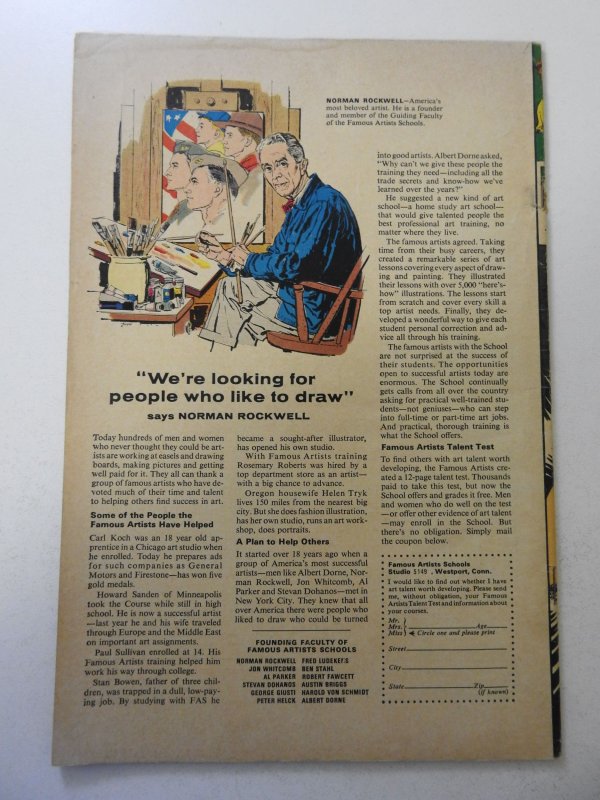 NORMAN ROCKWELL—America's
most beloved artist. He is a founder
and member of the Guiding Faculty
of the Famous Artists Schools.
"We're looking for
people who like to draw"
says NORMAN ROCKWELL
Today hundreds of men and women
who never thought they could be art-
ists are working at easels and drawing
boards, making pictures and getting
well paid for it. They all can thank a
group of famous artists who have de-
voted much of their time and talent
to helping others find success in art.
Some of the People the
Famous Artists Have Helped
Carl Koch was an 18 year old ap-
prentice in a Chicago art studio when
he enrolled. Today he prepares ads
for such companies as General
Motors and Firestone—has won five
gold medals.
Howard Sanden of Minneapolis
took the Course while still in high
school. He is now a successful artist
—last year he and his wife traveled
through Europe and the Middle East
on important art assignments.
Paul Sullivan enrolled at 14. His
Famous Artists training helped him
work his way through college.
Stan Bowen, father of three chil-
dren, was trapped in a dull, low-pay-
ing job. By studying with FAS he
became a sought-after illustrator,
has opened his own studio.
With Famous Artists training
Rosemary Roberts was hired by a
top department store as an artist—
with a big chance to advance.
Oregon housewife Helen Tryk
lives 150 miles from the nearest big
city. But she does fashion illustration,
has her own studio, runs an art work-
shop, does portraits.
A Plan to Help Others
It started over 18 years ago when a
group of America's most successful
artists—men like Albert Dorne, Nor-
man Rockwell, Jon Whitcomb, Al
Parker and Stevan Dohanos—met in
New York City. They knew that all
over America there were people who
liked to draw who could be turned
FOUNDING FACULTY OF
FAMOUS ARTISTS SCHOOLS
NORMAN ROCKWELL FRED LUDEKENS
JON WHITCOMB BEN STAHL
AL PARKER ROBERT FAWCETT
STEVAN DOHANOS AUSTIN BRIGGS
GEORGE GIUSTI HAROLD VON SCHMIDT
PETER HELCK ALBERT DORNE
into good artists. Albert Dorne asked,
"Why can't we give these people the
training they need—including all the
trade secrets and know-how we've
learned over the years?"
He suggested a new kind of art
school—a home study art school—
that would give talented people the
best professional art training, no
matter where they live.
The famous artists agreed. Taking
time from their busy careers, they
created a remarkable series of art
lessons covering every aspect of draw-
ing and painting. They illustrated
their lessons with over 5,000 "here's-
how" illustrations. The lessons start
from scratch and cover every skill a
top artist needs. Finally, they de-
veloped a wonderful way to give each
student personal correction and ad-
vice all through his training.
The famous artists with the School
are not surprised at the success of
their students. The opportunities
open to successful artists today are
enormous. The School continually
gets calls from all over the country
asking for practical well-trained stu-
dents—not geniuses—who can step
into full-time or part-time art jobs.
And practical, thorough training is
what the School offers.
Famous Artists Talent Test
To find others with art talent worth
developing, the Famous Artists cre-
ated a 12-page talent test. Thousands
paid to take this test, but now the
School offers and grades it free. Men
and women who do well on the test
—or offer other evidence of art talent
—may enroll in the School. But
there's no obligation. Simply mail
the coupon below.
Famous Artists Schools
Studio 5149, Westport, Conn.
I would like to find out whether I have
art talent worth developing. Please send
me, without obligation, your Famous
Artists Talent Test and information about
your courses.
Mr.
Mrs. Age
Miss Circle one and please print
Street
City
State Zip
(if known)